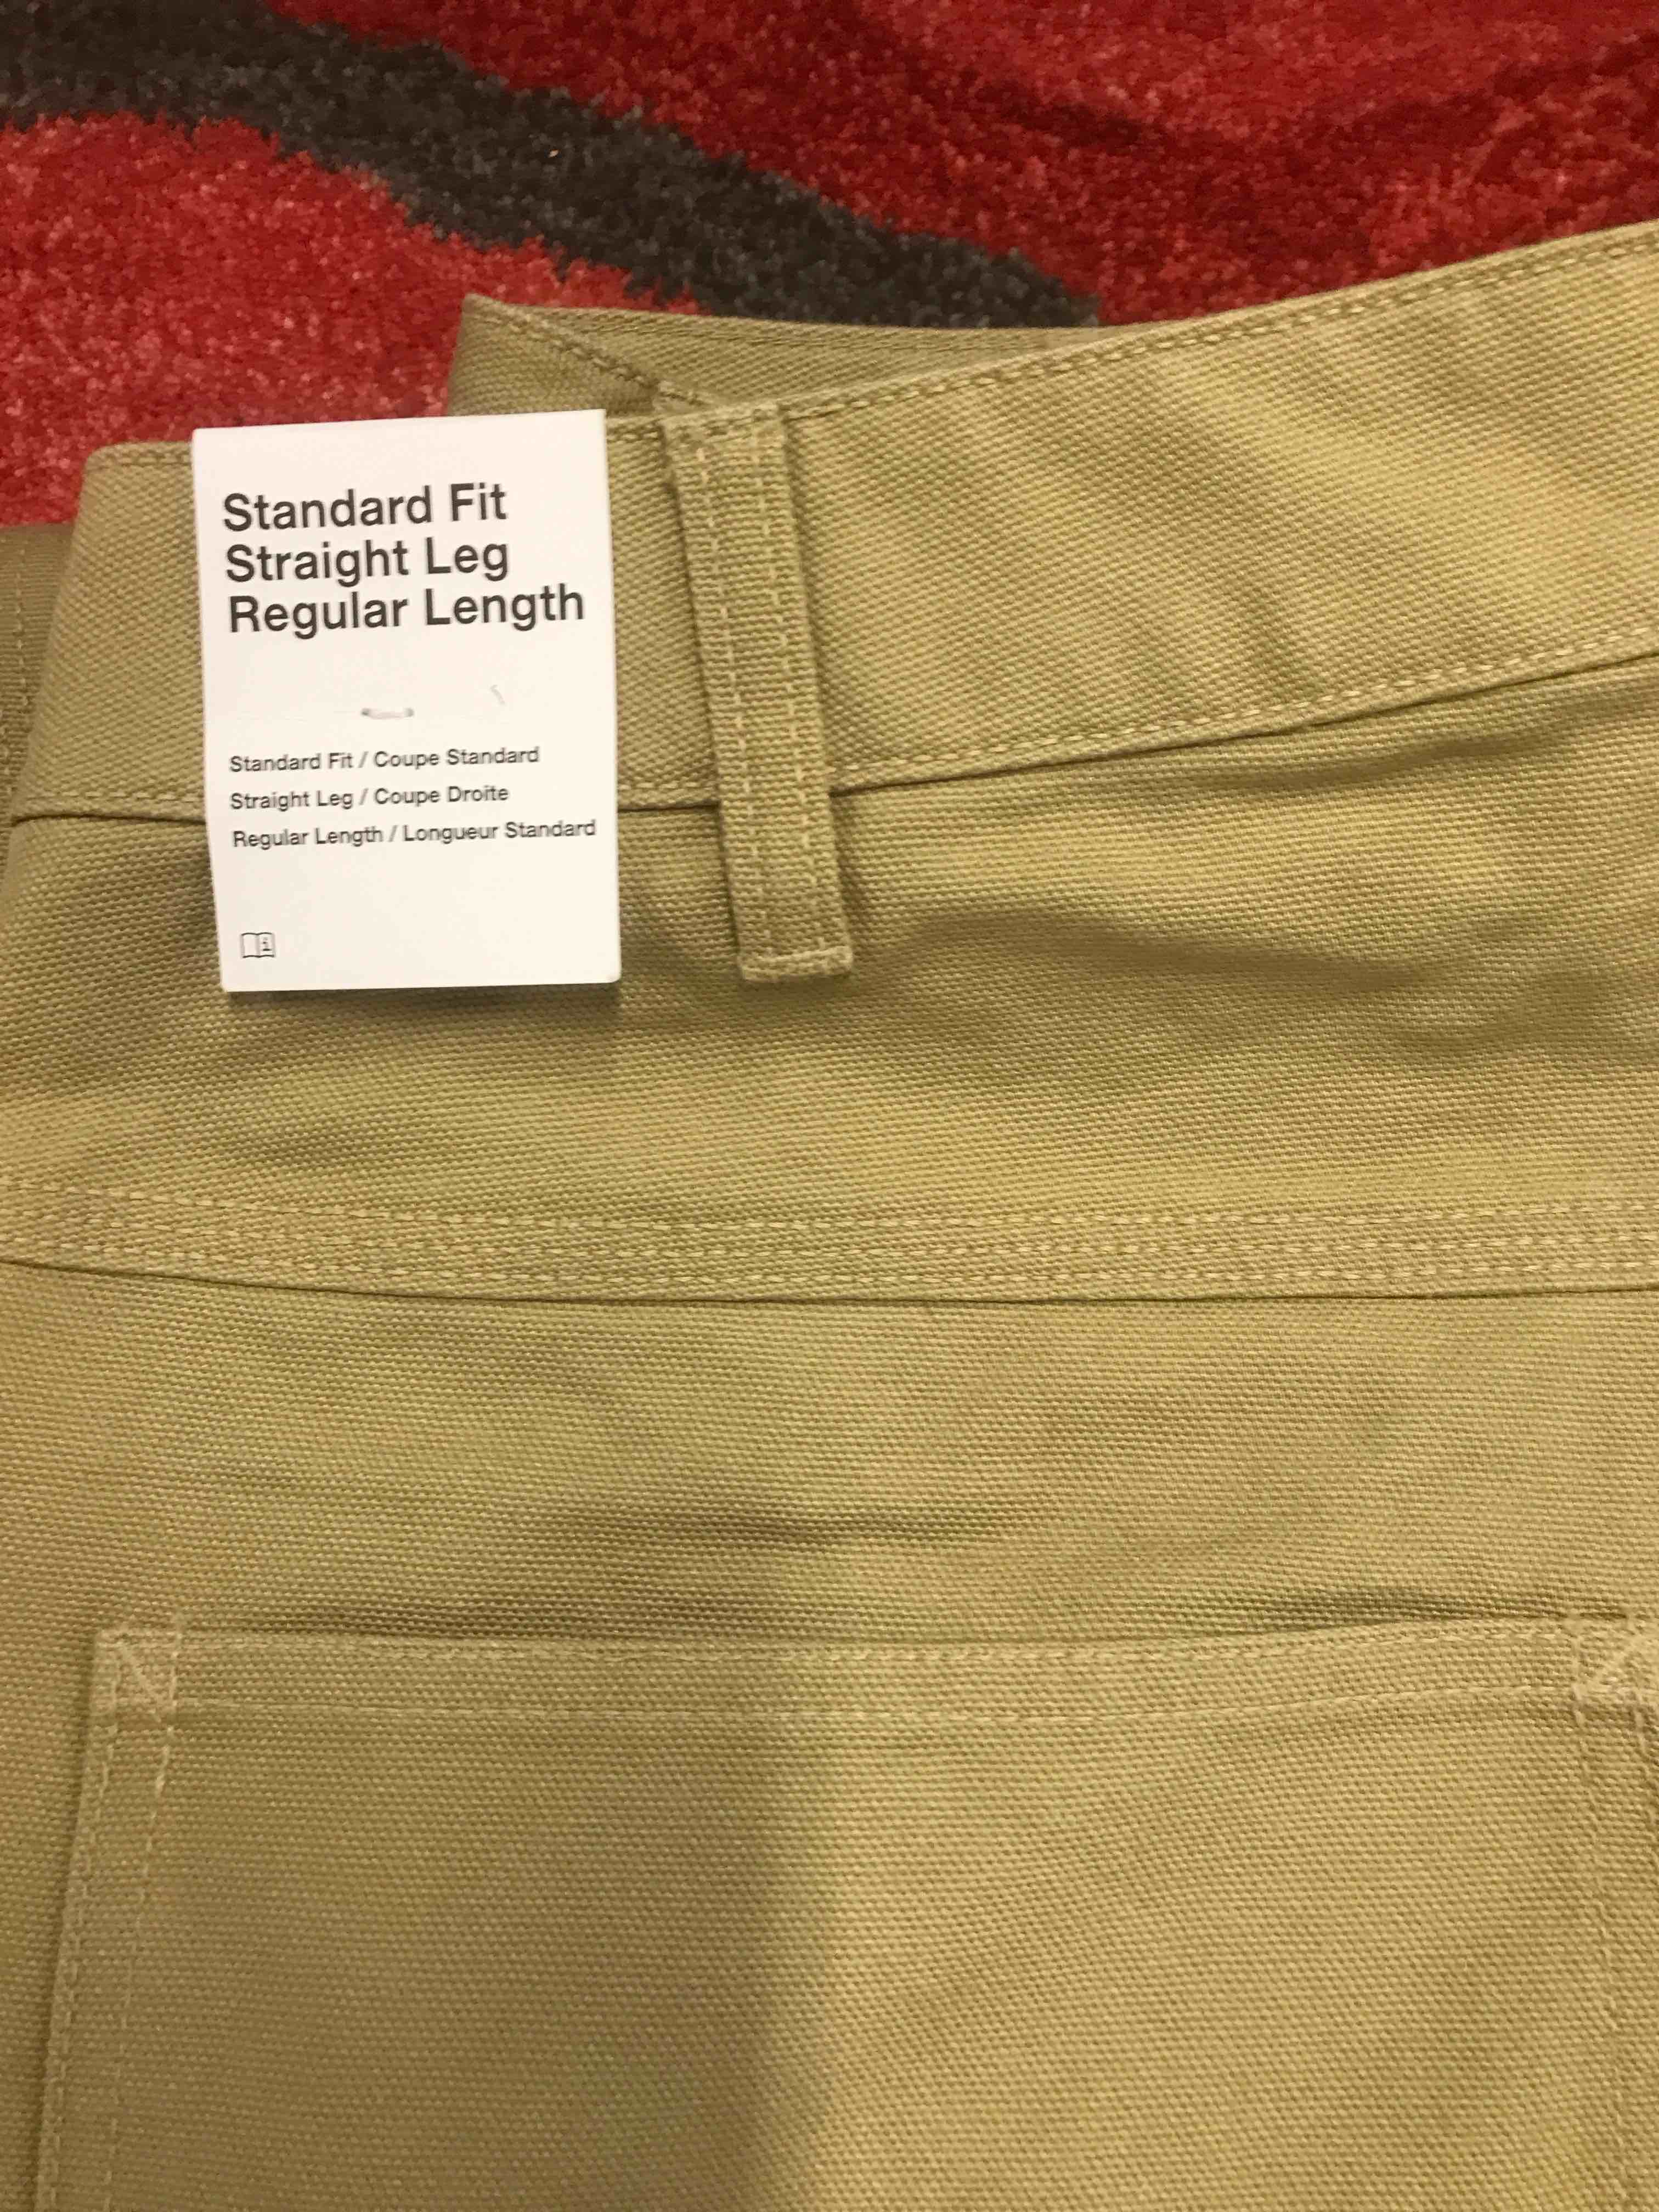 Standard Fit
Straight Leg
Regular Length
Standard Fit / Coupe Standard
Straight Leg / Coupe Droite
Regular Length / Longueur Standard
i